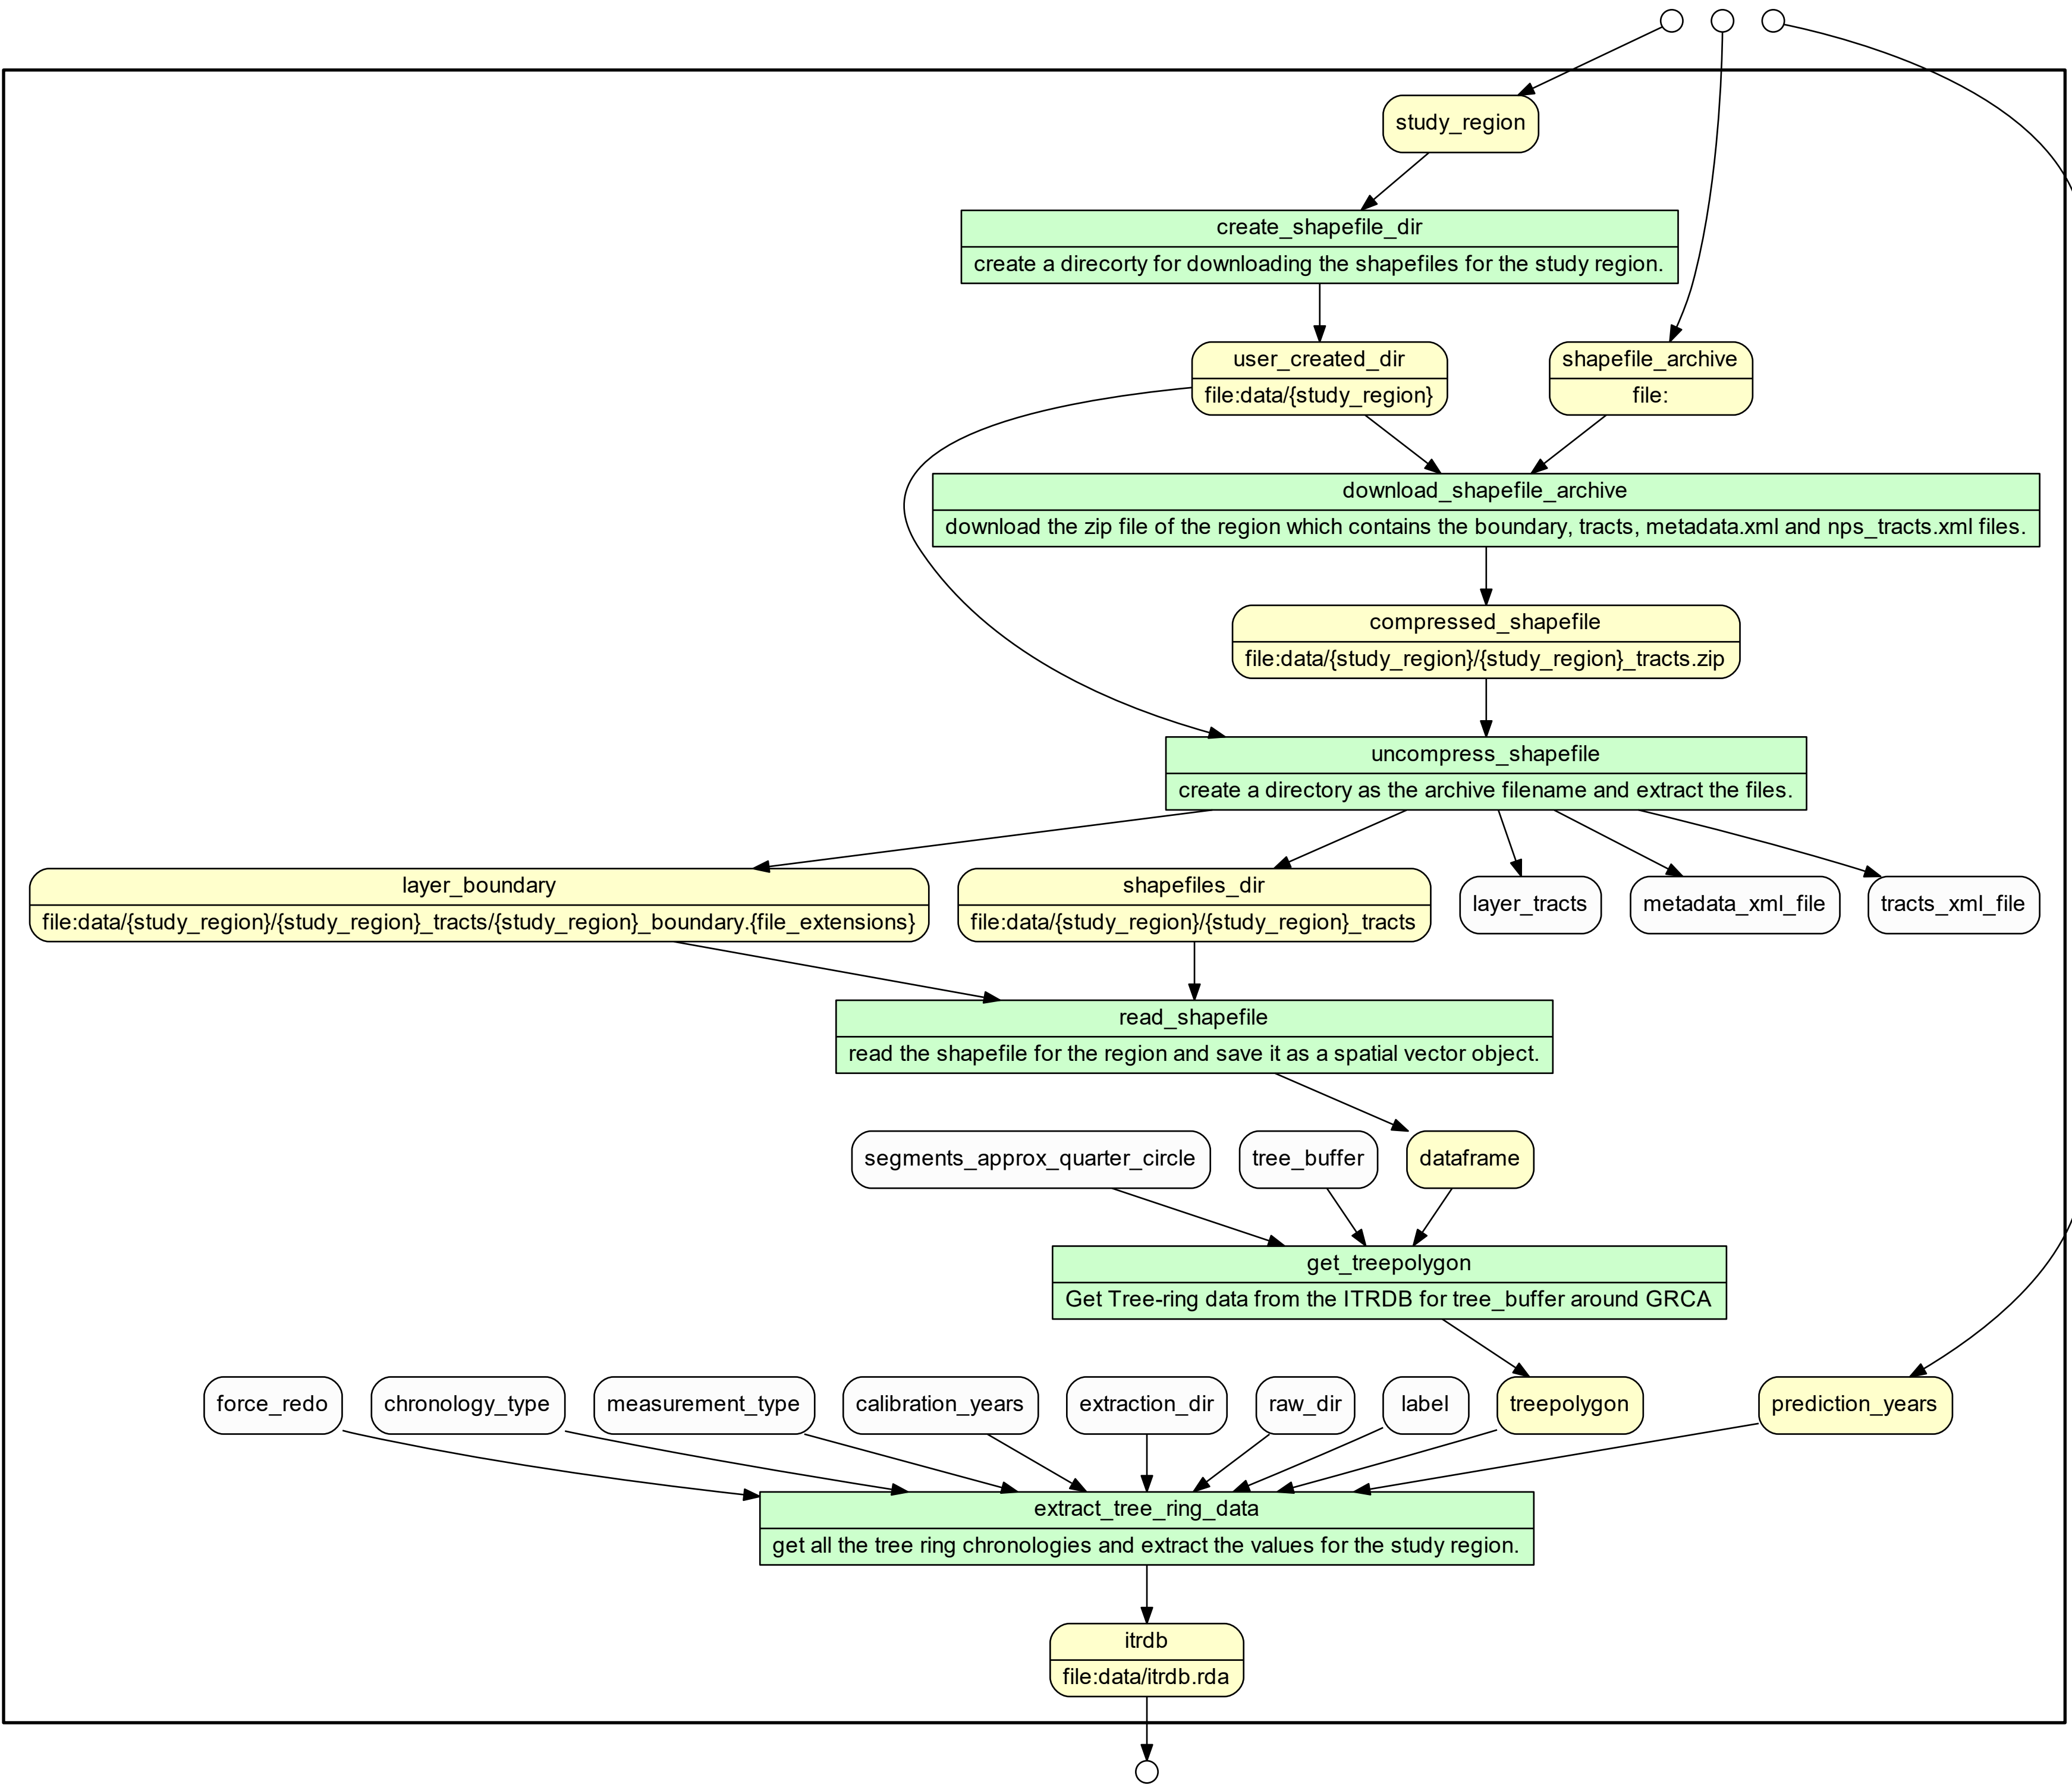 study_region
create_shapefile_dir
create a direcorty for downloading the shapefiles for the study region.
user_created_dir
file:data/{study_region}
shapefile_archive
file:
download_shapefile_archive
download the zip file of the region which contains the boundary, tracts, metadata.xml and nps_tracts.xml files.
compressed_shapefile
file:data/{study_region}/{study_region}_tracts.zip
uncompress_shapefile
create a directory as the archive filename and extract the files.
layer_boundary
file:data/{study_region}/{study_region}_tracts/{study_region}_boundary.{file_extensions}
shapefiles_dir
file:data/{study_region}/{study_region}_tracts
layer_tracts
metadata_xml_file
tracts_xml_file
read_shapefile
read the shapefile for the region and save it as a spatial vector object.
segments_approx_quarter_circle
tree_buffer
dataframe
get_treepolygon
Get Tree-ring data from the ITRDB for tree_buffer around GRCA
force_redo
chronology_type
measurement_type
calibration_years
extraction_dir
raw_dir
label
treepolygon
prediction_years
extract_tree_ring_data
get all the tree ring chronologies and extract the values for the study region.
itrdb
file:data/itrdb.rda